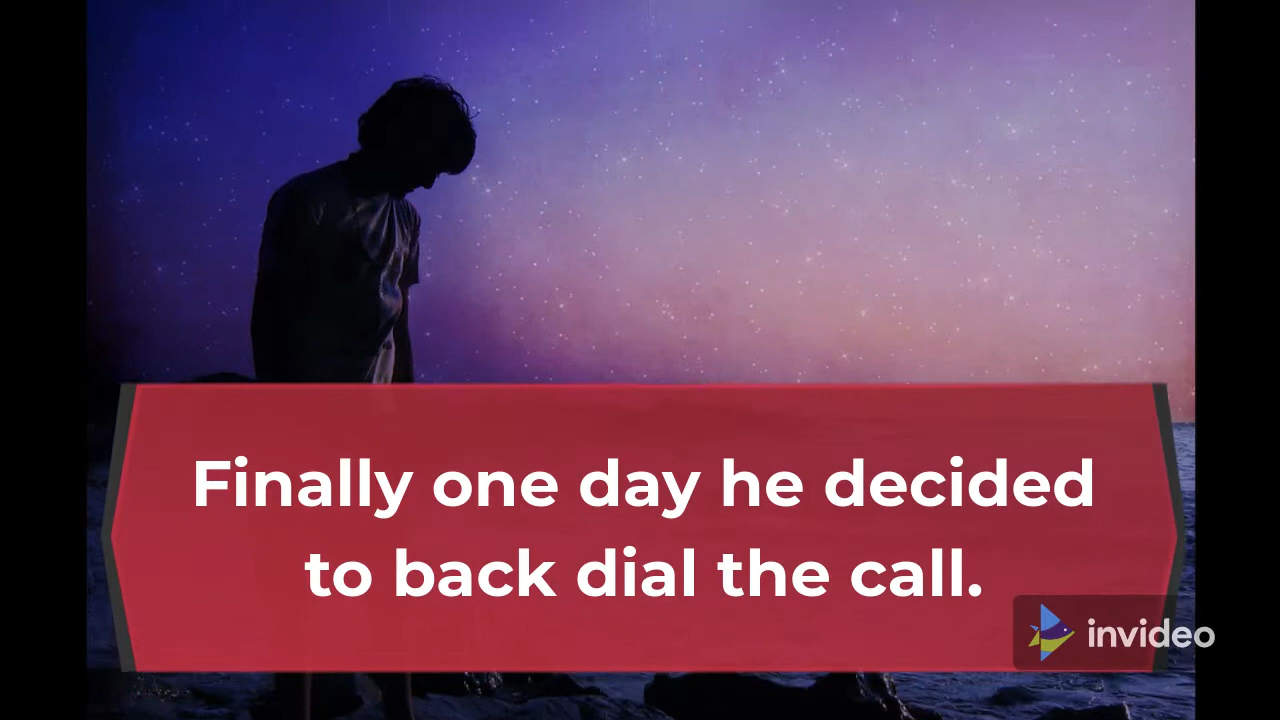 Finally one day he decided
to back dial the call.
invideo